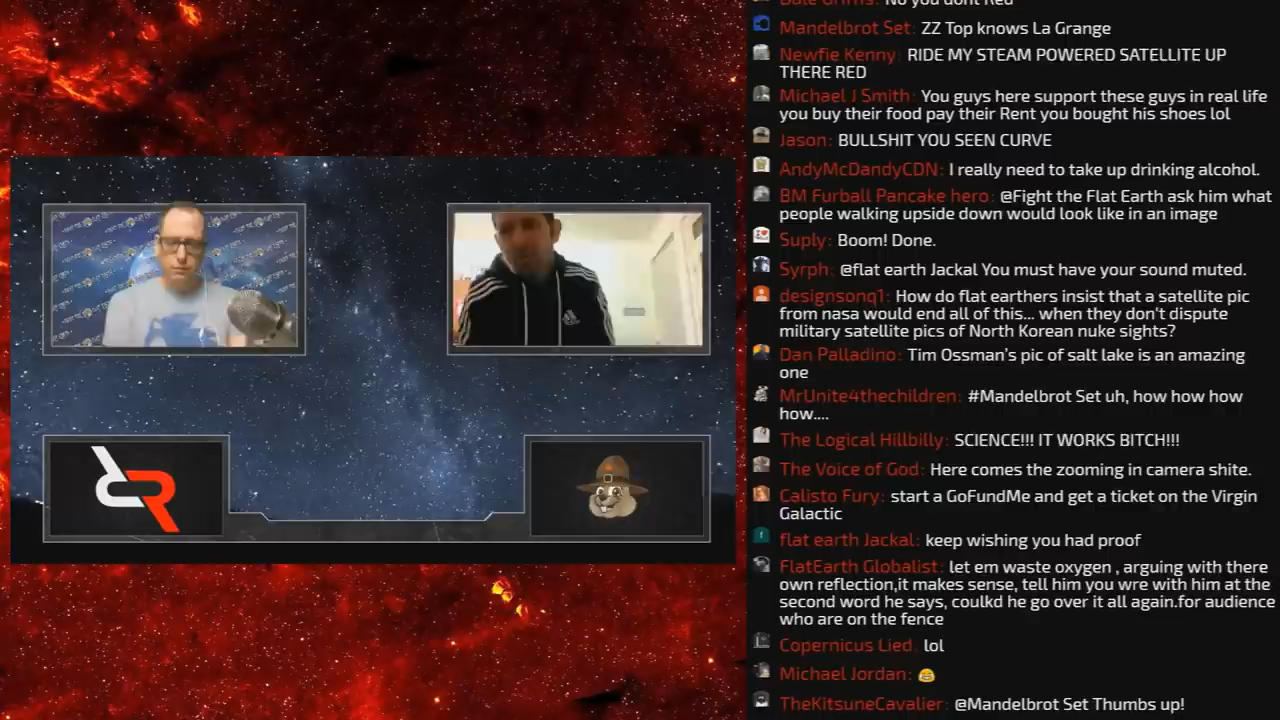 Dale Gribfis: No you dont Red
Mandelbrot Set: ZZ Top knows La Grange
Newfie Kenny: RIDE MY STEAM POWERED SATELLITE UP
THERE RED
Michael J Smith: You guys here support these guys in real life
you buy their food pay their Rent you bought his shoes lol
Jason: BULLSHIT YOU SEEN CURVE
AndyMcDandyCDN: I really need to take up drinking alcohol.
BM Furball Pancake hero: @Fight the Flat Earth ask him what
people walking upside down would look like in an image
Suply: Boom! Done.
Syrph: @flat earth Jackal You must have your sound muted.
designsonq1: How do flat earthers insist that a satellite pic
from nasa would end all of this... when they don't dispute
military satellite pics of North Korean nuke sights?
Dan Palladino: Tim Ossman’s pic of salt lake is an amazing
one
MrUnite4thechildren: #Mandelbrot Set uh, how how how
how....
The Logical Hillbilly: SCIENCE!!! IT WORKS BITCH!!!
The Voice of God: Here comes the zooming in camera shite.
Calisto Fury: start a GoFundMe and get a ticket on the Virgin
Galactic
flat earth Jackal: keep wishing you had proof
FlatEarth Globalist: let em waste oxygen , arguing with there
own reflection,it makes sense, tell him you wre with him at the
second word he says, coulkd he go over it all again.for audience
who are on the fence
Copernicus Lied: lol
Michael Jordan: 😂
TheKitsuneCavalier: @Mandelbrot Set Thumbs up!